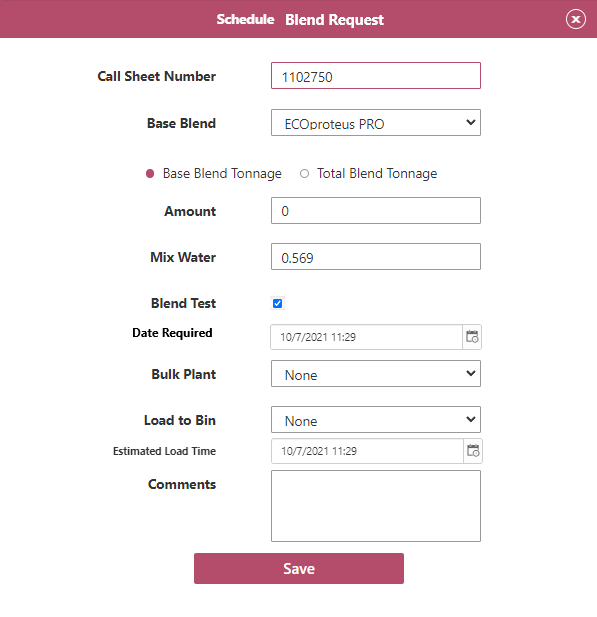 Schedule Blend Request
Call Sheet Number 1102750
Base Blend ECOproteus PRO
Base Blend Tonnage Total Blend Tonnage
Amount 0
Mix Water 0.569
Blend Test
Date Required 10/7/2021 11:29
Bulk Plant None
Load to Bin None
Estimated Load Time 10/7/2021 11:29
Comments
Save